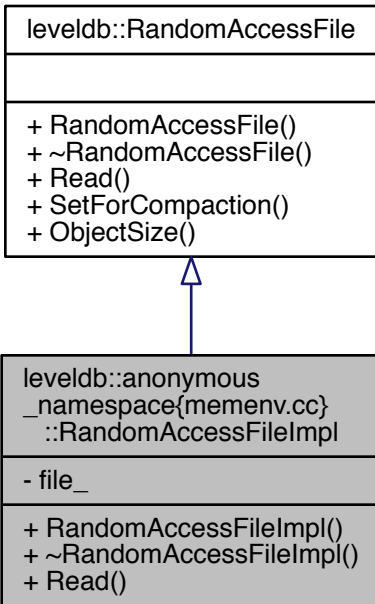 leveldb::RandomAccessFile
+ RandomAccessFile()
+ ~RandomAccessFile()
+ Read()
+ SetForCompaction()
+ ObjectSize()
leveldb::anonymous
_namespace{memenv.cc}
::RandomAccessFileImpl
- file_
+ RandomAccessFileImpl()
+ ~RandomAccessFileImpl()
+ Read()